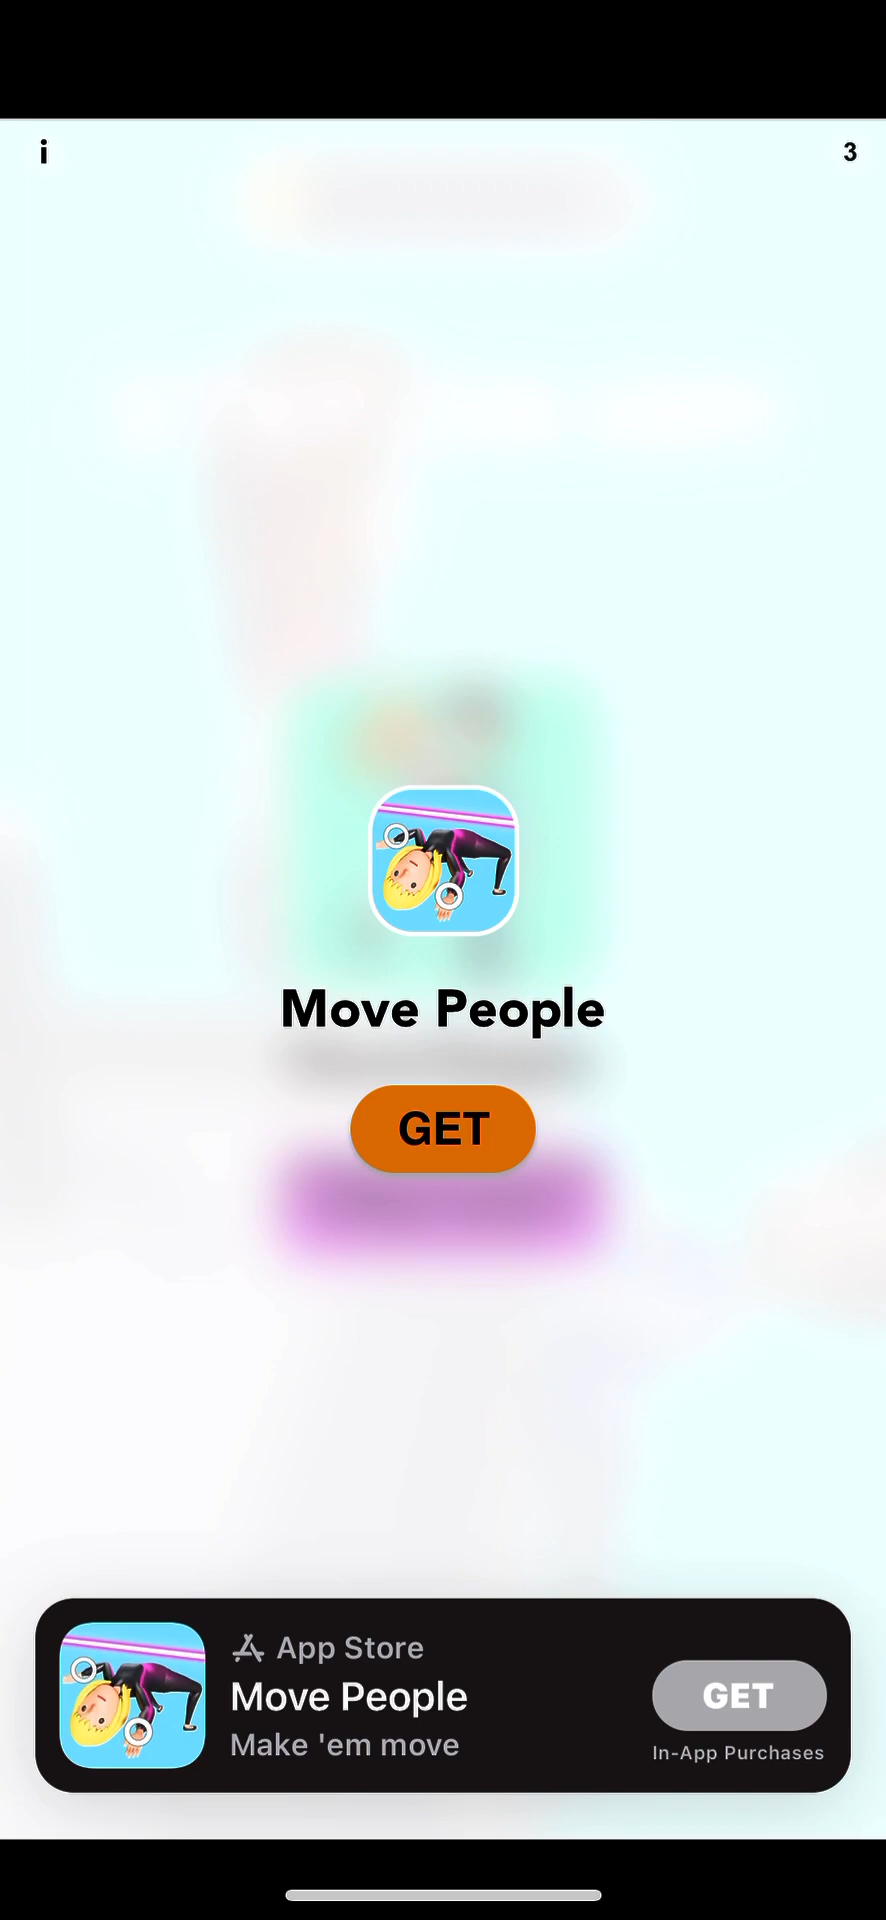 i
3
Move People
GET
App Store
Move People
Make 'em move
GET
In-App Purchases